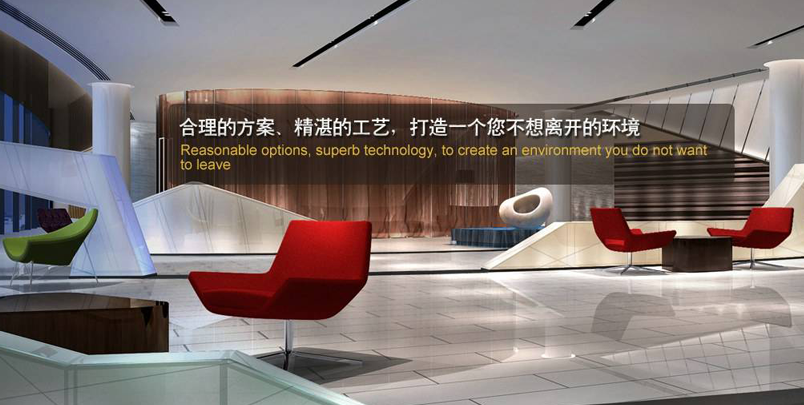 合理的方案、精湛的工艺，打造一个您不想离开的环境
Reasonable options, superb technology, to create an environment you do not want
to leave